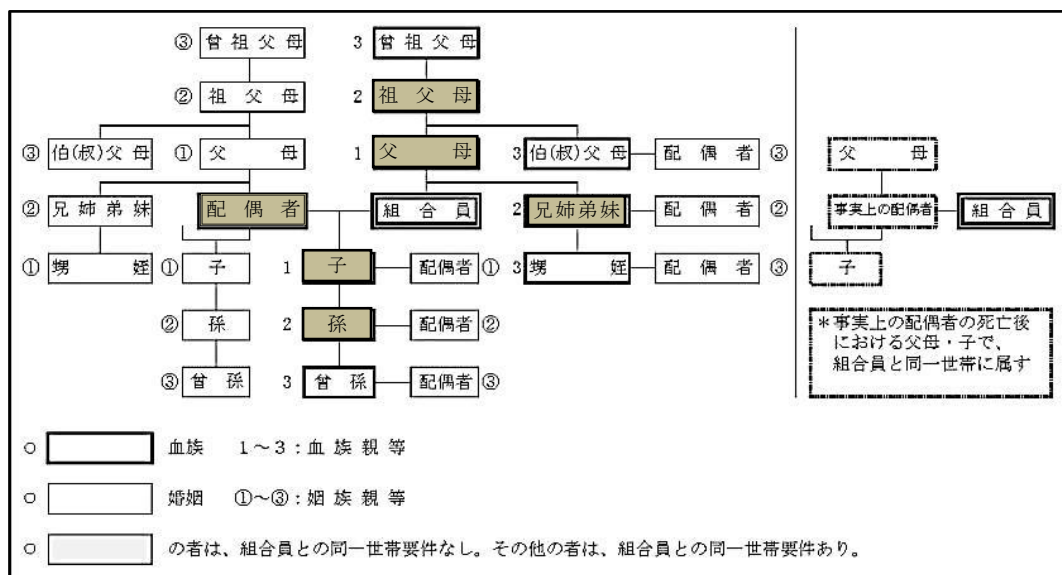 ③ 曾祖父母 3 曾祖父母
② 祖父母 2 祖父母
③ 伯(叔)父母 ① 父母 1 父母 3 伯(叔)父母 配偶者 ③ 父母
② 兄姉弟妹 配偶者 組合員 2 兄姉弟妹 配偶者 ② 事実上の配偶者 組合員
① 甥姪 ① 子 1 子 配偶者 ① 3 甥姪 配偶者 ③ 子
② 孫 2 孫 配偶者 ②
③ 曾孫 3 曾孫 配偶者 ③
*事実上の配偶者の死亡後
における父母・子で、
組合員と同一世帯に属す
○ 血族 1~3:血族親等
○ 婚姻 ①~③:姻族親等
○ の者は、組合員との同一世帯要件なし。その他の者は、組合員との同一世帯要件あり。